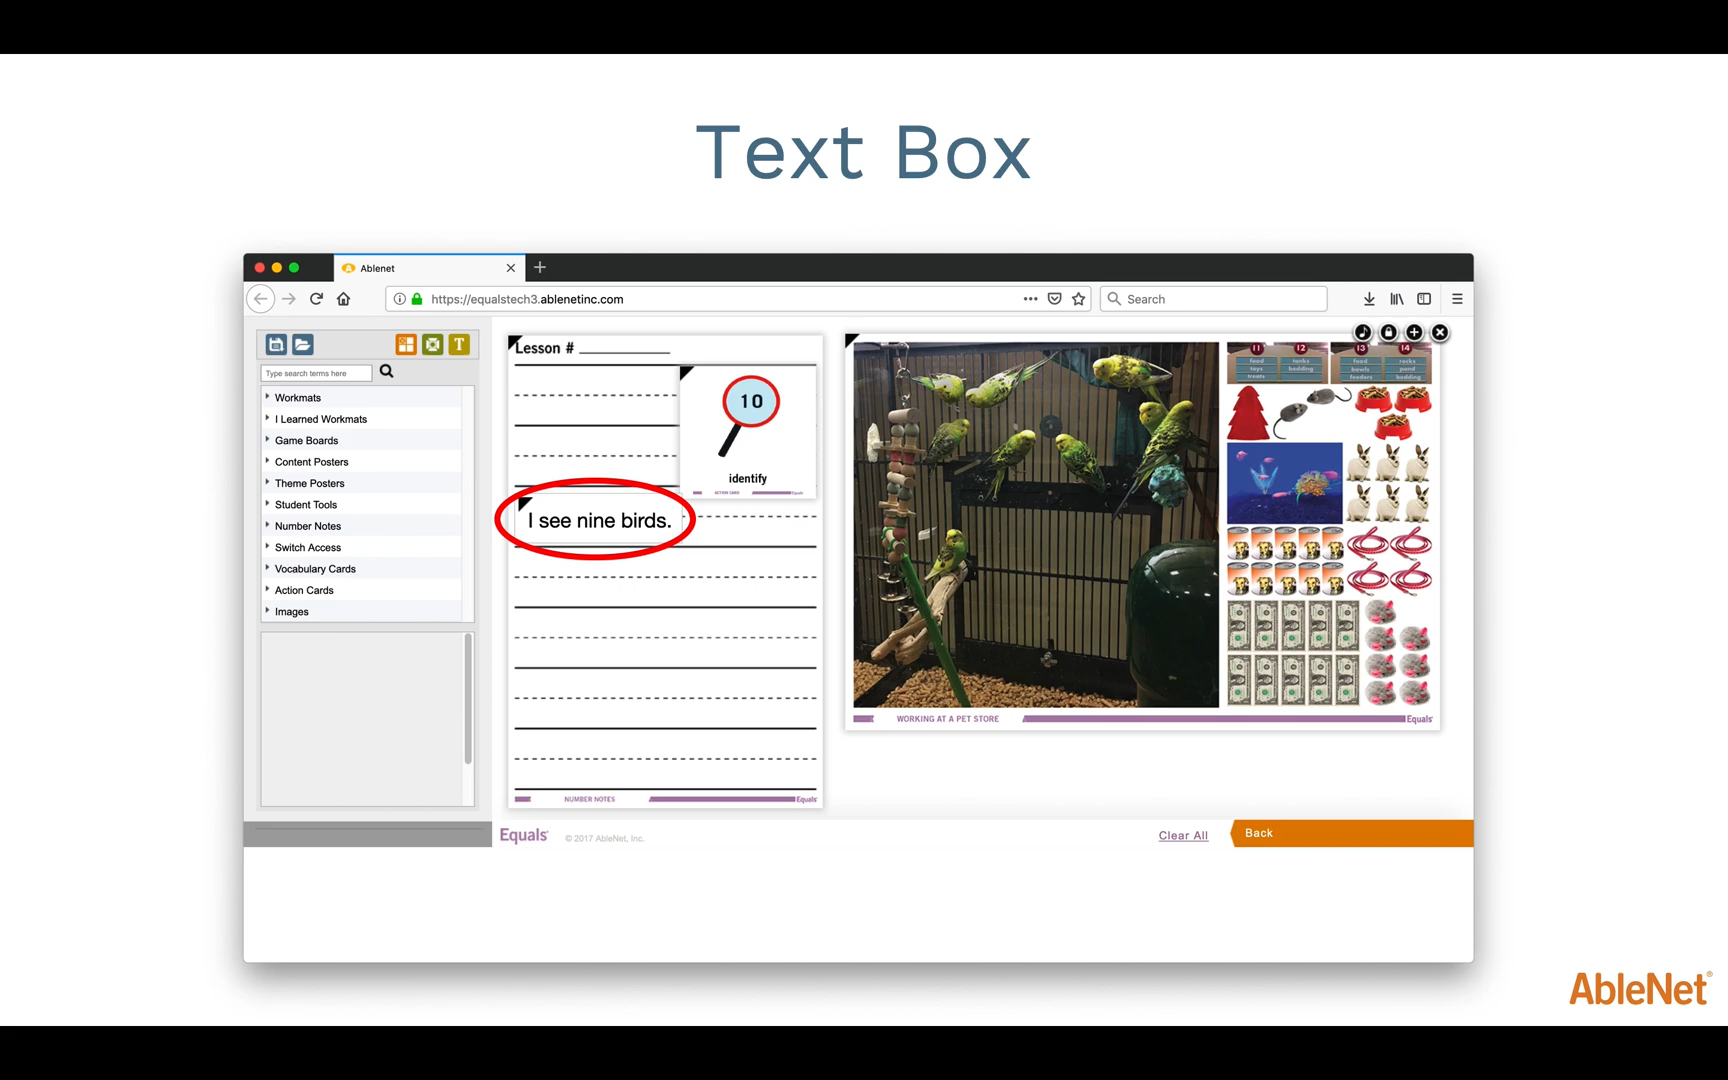 Text Box
Ablenet
https://equalstech3.ablenetinc.com
Search
T
Type search terms here
Workmats
I Learned Workmats
Game Boards
Content Posters
Theme Posters
Student Tools
Number Notes
Switch Access
Vocabulary Cards
Action Cards
Images
Lesson #
10
identify
ACTION CARD
Equals
I see nine birds.
NUMBER NOTES
Equals
11 12 13 14
food tanks food rocks
toys bedding bowls pond
treats feeders bedding
WORKING AT A PET STORE
Equals
Equals
© 2017 AbleNet, Inc.
Clear All
Back
AbleNet®